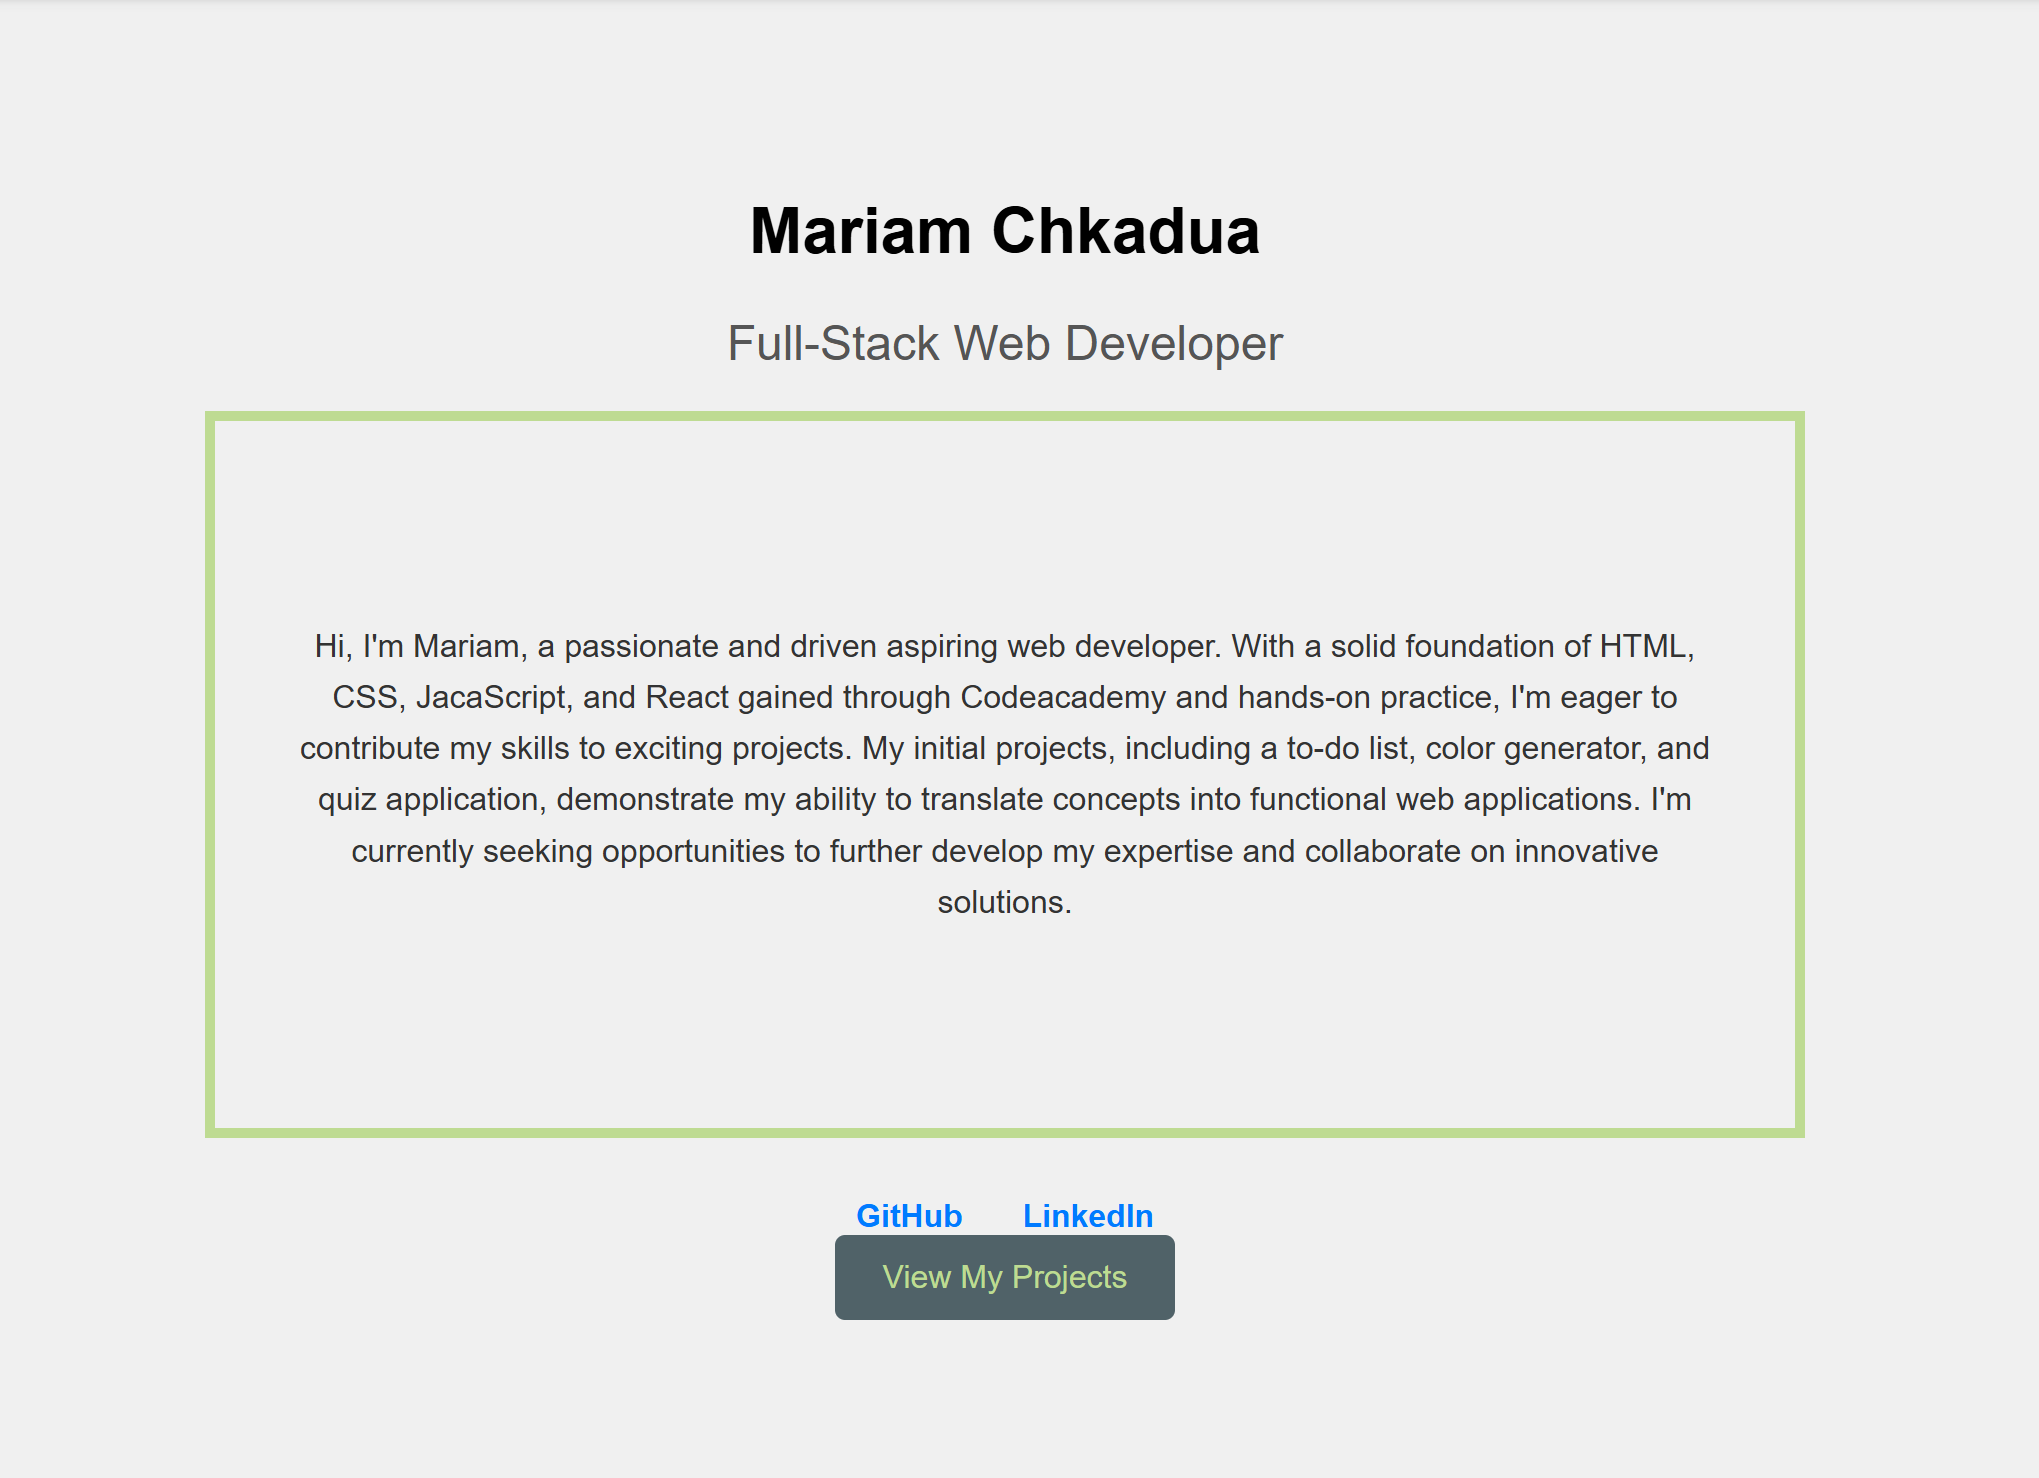 Mariam Chkadua
Full-Stack Web Developer
Hi, I'm Mariam, a passionate and driven aspiring web developer. With a solid foundation of HTML,
CSS, JacaScript, and React gained through Codeacademy and hands-on practice, I'm eager to
contribute my skills to exciting projects. My initial projects, including a to-do list, color generator, and
quiz application, demonstrate my ability to translate concepts into functional web applications. I'm
currently seeking opportunities to further develop my expertise and collaborate on innovative
solutions.
GitHub LinkedIn
View My Projects